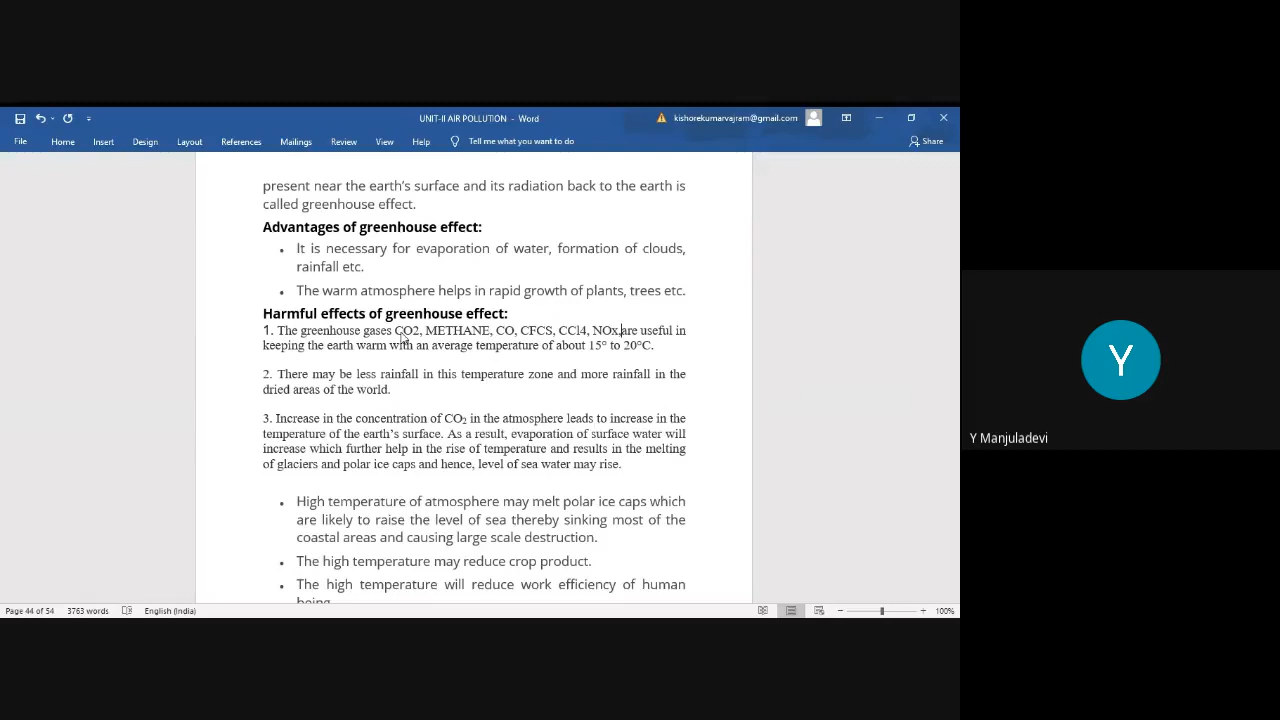 UNIT-II AIR POLLUTION - Word
kishorekumarvajram@gmail.com
File Home Insert Design Layout References Mailings Review View Help Tell me what you want to do Share
present near the earth's surface and its radiation back to the earth is
called greenhouse effect.
Advantages of greenhouse effect:
• It is necessary for evaporation of water, formation of clouds,
rainfall etc.
• The warm atmosphere helps in rapid growth of plants, trees etc.
Harmful effects of greenhouse effect:
1. The greenhouse gases CO2, METHANE, CO, CFCS, CCl4, NOx,are useful in
keeping the earth warm with an average temperature of about 15° to 20°C.
2. There may be less rainfall in this temperature zone and more rainfall in the
dried areas of the world.
3. Increase in the concentration of CO₂ in the atmosphere leads to increase in the
temperature of the earth's surface. As a result, evaporation of surface water will
increase which further help in the rise of temperature and results in the melting
of glaciers and polar ice caps and hence, level of sea water may rise.
• High temperature of atmosphere may melt polar ice caps which
are likely to raise the level of sea thereby sinking most of the
coastal areas and causing large scale destruction.
• The high temperature may reduce crop product.
• The high temperature will reduce work efficiency of human
being
Page 44 of 54 3763 words English (India) 100%
Y
Y Manjuladevi